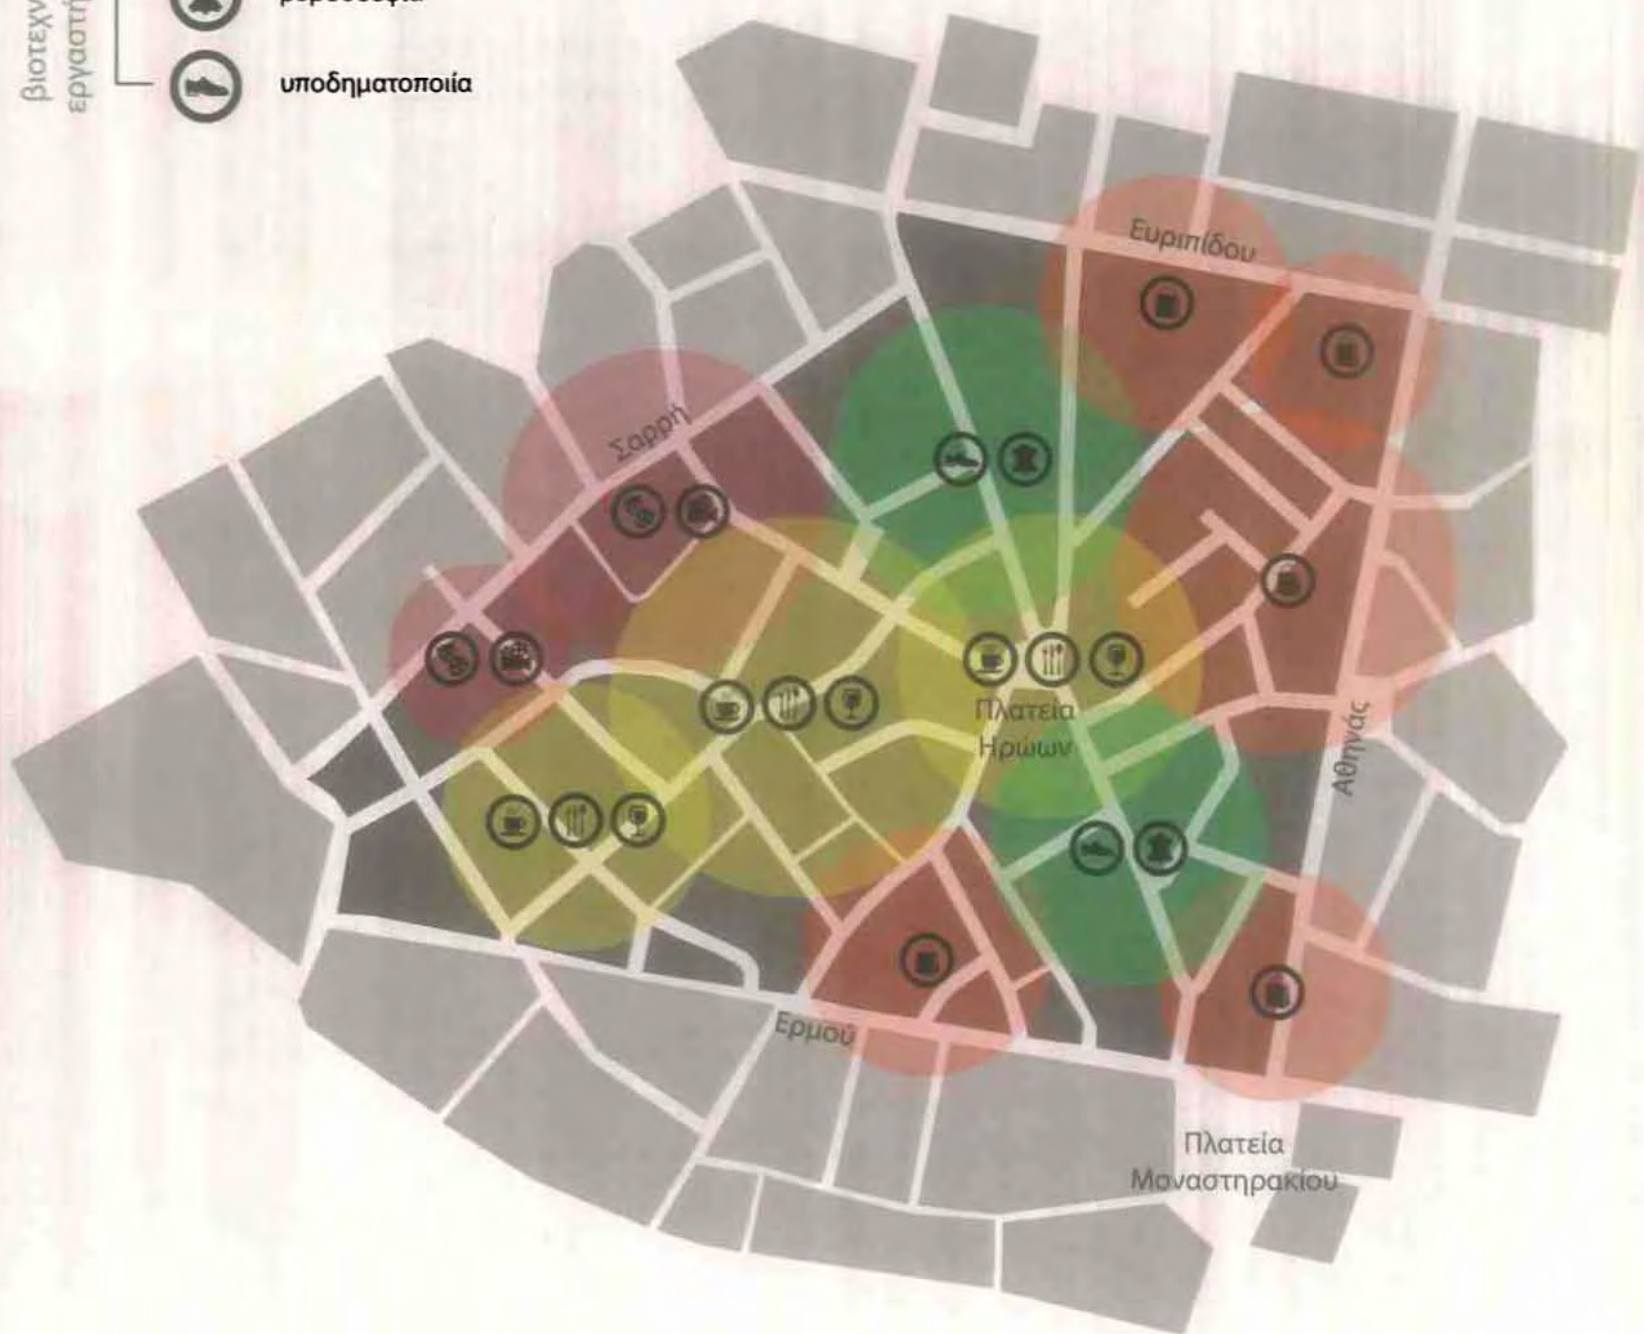 υποδηματοποιία
Ευριπίδου
Σαρρή
Πλατεία
Ηρώων
Αθηνάς
Ερμού
Πλατεία
Μοναστηρακίου